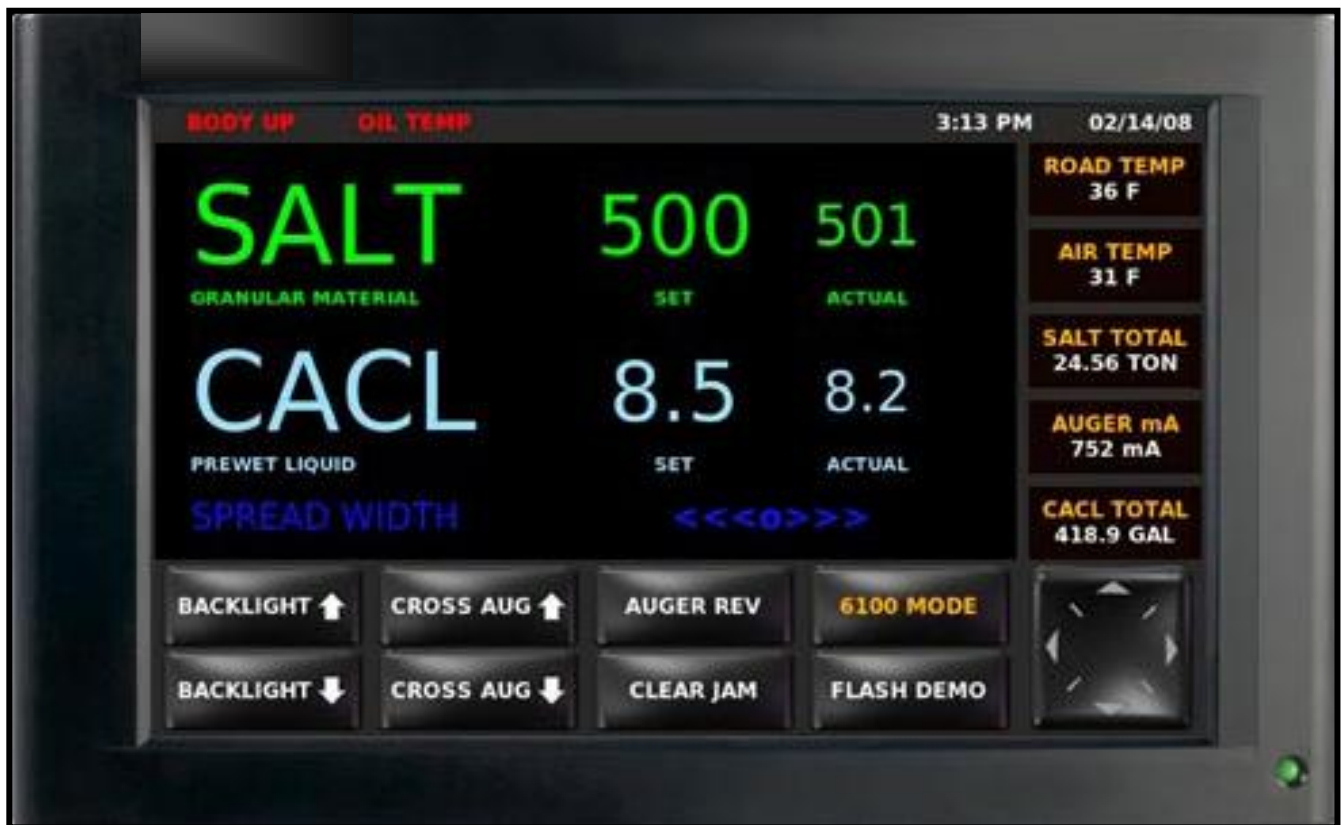 BODY UP OIL TEMP 3:13 PM 02/14/08
SALT 500 501
GRANULAR MATERIAL SET ACTUAL
CACL 8.5 8.2
PREWET LIQUID SET ACTUAL
SPREAD WIDTH <<<o>>>
ROAD TEMP
36 F
AIR TEMP
31 F
SALT TOTAL
24.56 TON
AUGER mA
752 mA
CACL TOTAL
418.9 GAL
BACKLIGHT CROSS AUG AUGER REV 6100 MODE
BACKLIGHT CROSS AUG CLEAR JAM FLASH DEMO